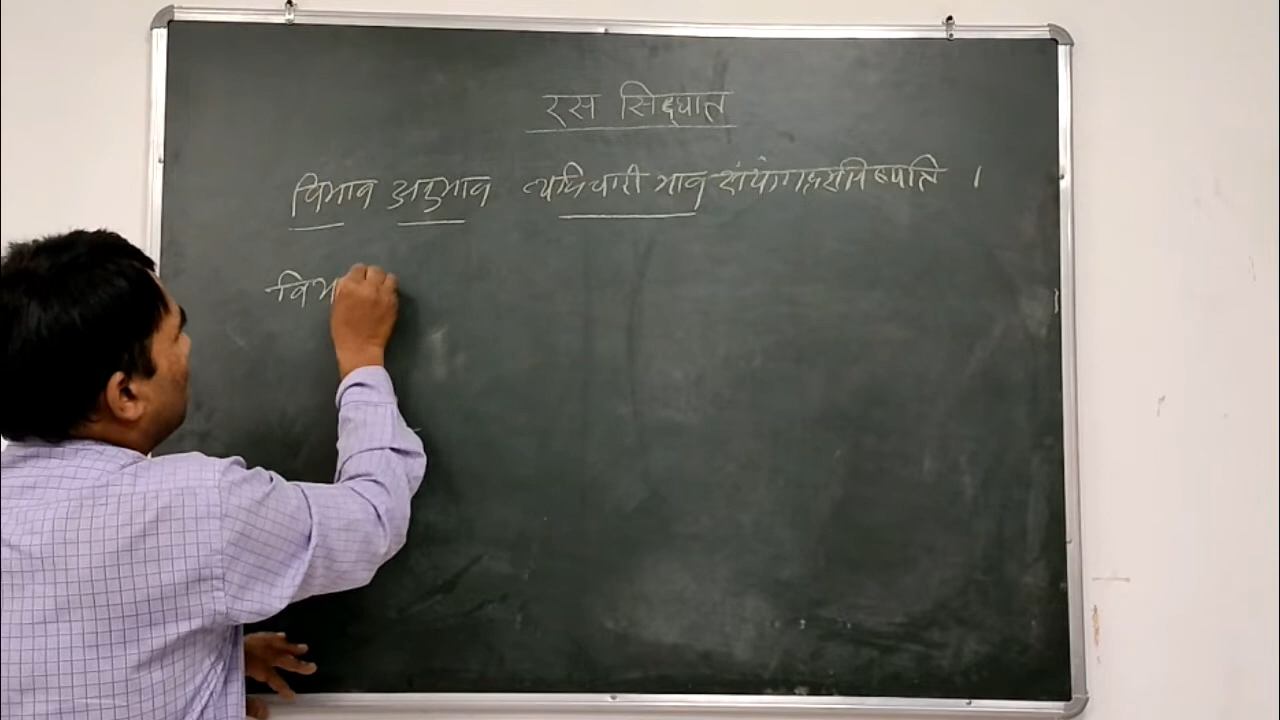 रस सिद्धात
विभाव अनुभाव व्यभिचारी भाव संयोगाद्रसनिष्पति ।
विभ